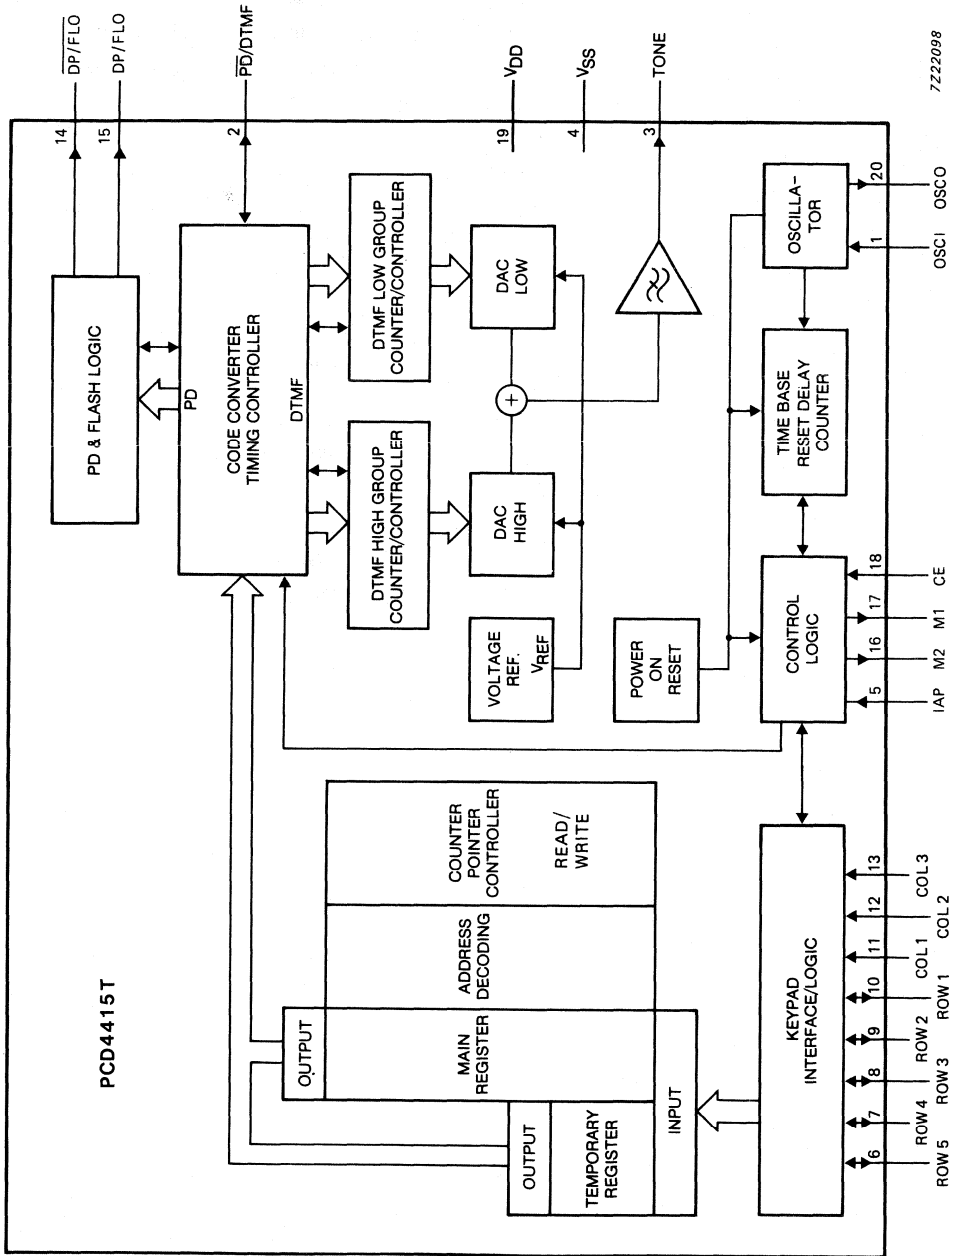 PCD4415T
14
DP/FLO
15
DP/FLO
2
PD/DTMF
19
VDD
4
VSS
3
TONE
PD & FLASH LOGIC
PD
CODE CONVERTER
TIMING CONTROLLER
DTMF
DTMF HIGH GROUP
COUNTER/CONTROLLER
DTMF LOW GROUP
COUNTER/CONTROLLER
DAC
HIGH
+
DAC
LOW
VOLTAGE
REF.
VREF
POWER
ON
RESET
OUTPUT
MAIN
REGISTER
ADDRESS
DECODING
COUNTER
POINTER
CONTROLLER
READ/
WRITE
OUTPUT
TEMPORARY
REGISTER
INPUT
KEYPAD
INTERFACE/LOGIC
CONTROL
LOGIC
TIME BASE
RESET DELAY
COUNTER
OSCILLA-
TOR
6
7
8
9
10
11
12
13
5
16
17
18
1
20
ROW 5
ROW 4
ROW 3
ROW 2
ROW 1
COL 1
COL 2
COL 3
IAP
M2
M1
CE
OSCI
OSCO
7Z22098